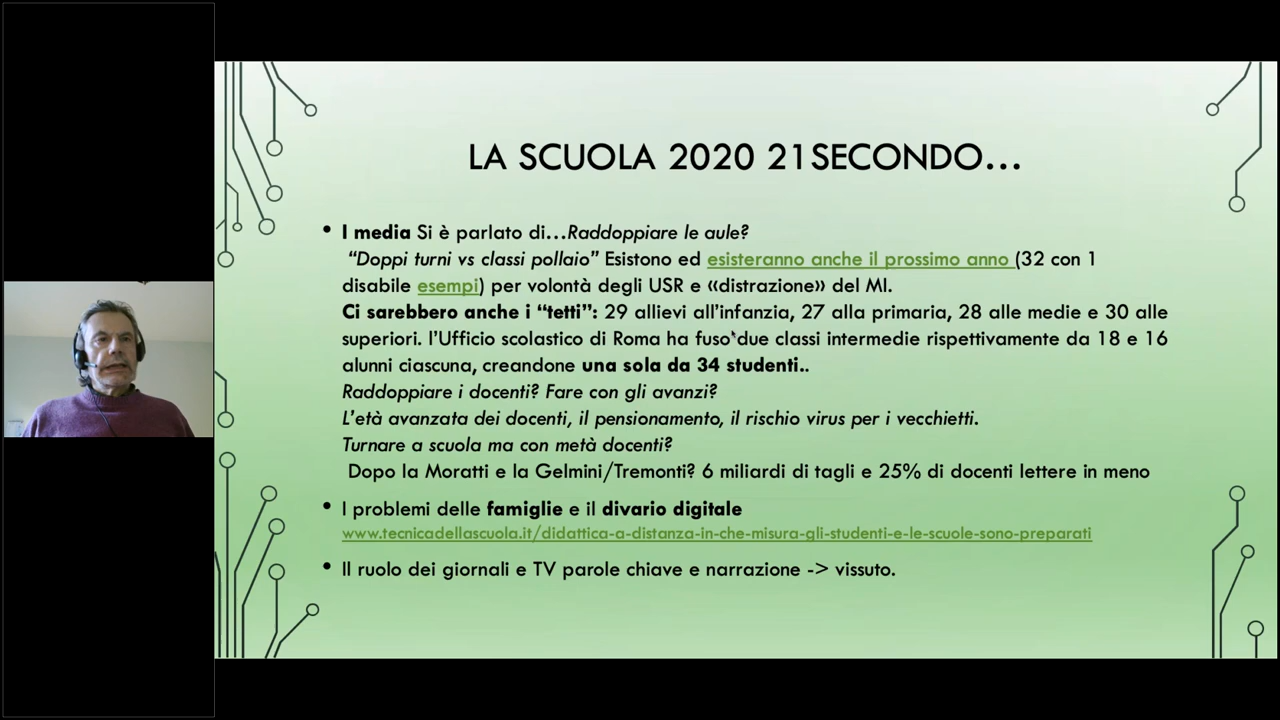 LA SCUOLA 2020 21SECONDO…
• I media Si è parlato di…Raddoppiare le aule?
“Doppi turni vs classi pollaio” Esistono ed esisteranno anche il prossimo anno (32 con 1
disabile esempi) per volontà degli USR e «distrazione» del MI.
Ci sarebbero anche i “tetti”: 29 allievi all’infanzia, 27 alla primaria, 28 alle medie e 30 alle
superiori. l’Ufficio scolastico di Roma ha fuso due classi intermedie rispettivamente da 18 e 16
alunni ciascuna, creandone una sola da 34 studenti..
Raddoppiare i docenti? Fare con gli avanzi?
L’età avanzata dei docenti, il pensionamento, il rischio virus per i vecchietti.
Turnare a scuola ma con metà docenti?
Dopo la Moratti e la Gelmini/Tremonti? 6 miliardi di tagli e 25% di docenti lettere in meno
• I problemi delle famiglie e il divario digitale
www.tecnicadellascuola.it/didattica-a-distanza-in-che-misura-gli-studenti-e-le-scuole-sono-preparati
• Il ruolo dei giornali e TV parole chiave e narrazione -> vissuto.